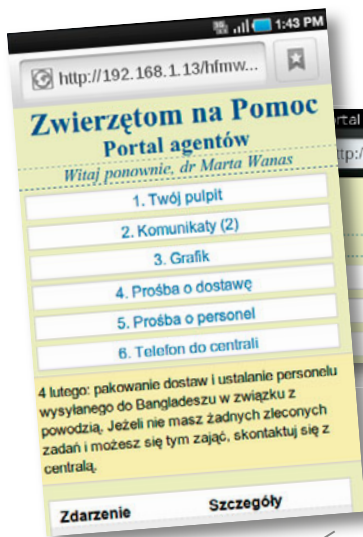 1:43 PM
http://192.168.1.13/hfmw...
Zwierzętom na Pomoc
Portal agentów
Witaj ponownie, dr Marta Wanas
1. Twój pulpit
2. Komunikaty (2)
3. Grafik
4. Prośba o dostawę
5. Prośba o personel
6. Telefon do centrali
4 lutego: pakowanie dostaw i ustalanie personelu
wysyłanego do Bangladeszu w związku z
powodzią. Jeżeli nie masz żadnych zleconych
zadań i możesz się tym zająć, skontaktuj się z
centralą.
Zdarzenie Szczegóły
rtal
ttp:/